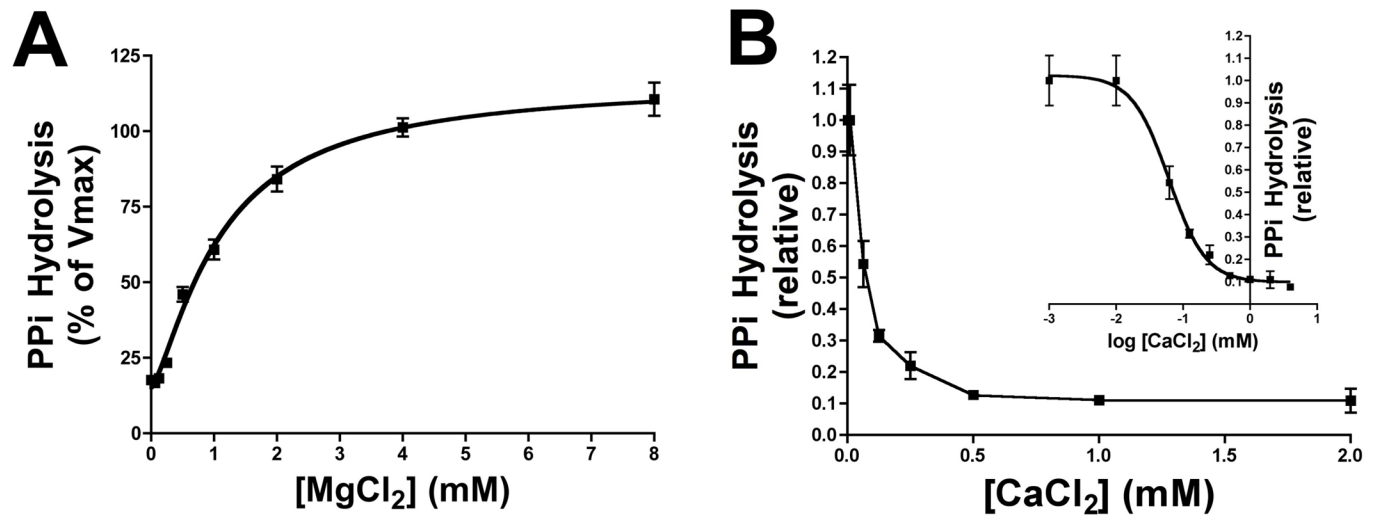 A
PPi Hydrolysis
(% of Vmax)
125
100
75
50
25
0
0 1 2 3 4 5 6 7 8
[MgCl₂] (mM)
B
PPi Hydrolysis
(relative)
1.2
1.1
1.0
0.9
0.8
0.7
0.6
0.5
0.4
0.3
0.2
0.1
0.0
0.0 0.5 1.0 1.5 2.0
[CaCl₂] (mM)
1.2
1.1
1.0
0.9
0.8
0.7
0.6
0.5
0.4
0.3
0.2
0.1
PPi Hydrolysis
(relative)
-3 -2 -1 0 1
log [CaCl₂] (mM)